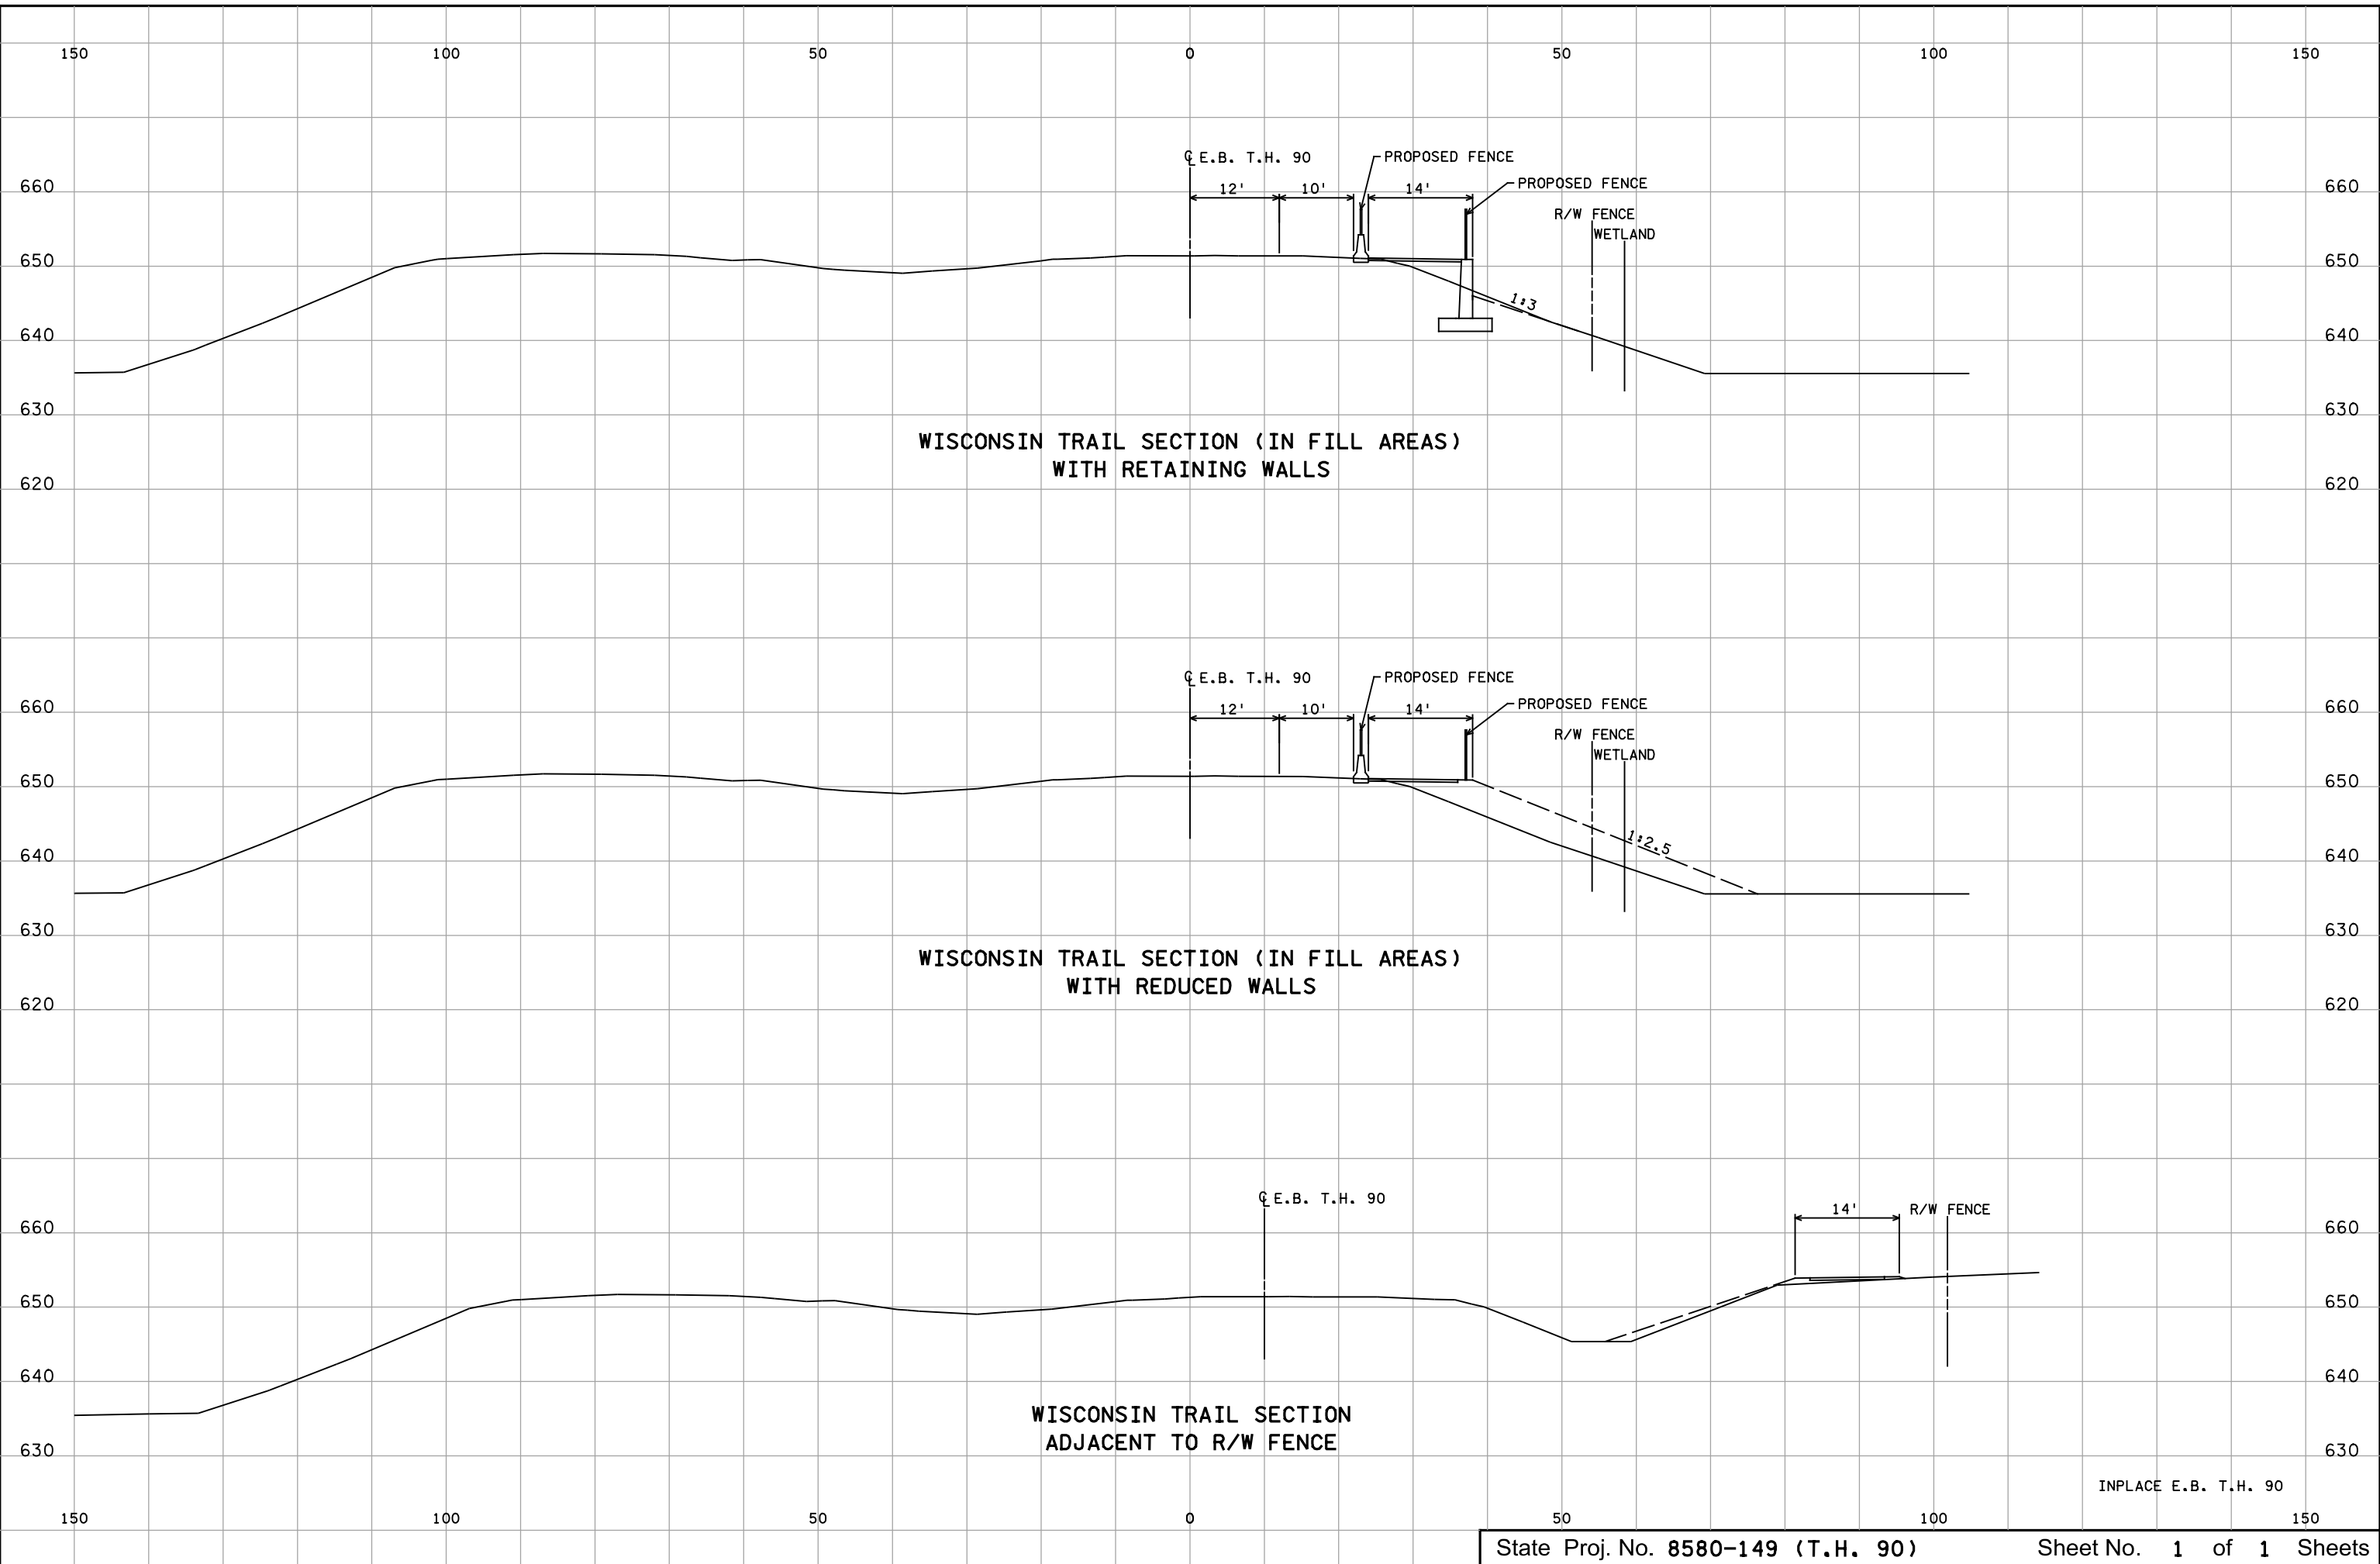 150 100 50 0 50 100 150
℄ E.B. T.H. 90 PROPOSED FENCE
PROPOSED FENCE
660 12' 10' 14' 660
R/W FENCE
WETLAND
650 650
1:3
640 640
630 630
WISCONSIN TRAIL SECTION (IN FILL AREAS)
WITH RETAINING WALLS
620 620
℄ E.B. T.H. 90 PROPOSED FENCE
PROPOSED FENCE
660 12' 10' 14' 660
R/W FENCE
WETLAND
650 650
1:2.5
640 640
630 630
WISCONSIN TRAIL SECTION (IN FILL AREAS)
WITH REDUCED WALLS
620 620
℄ E.B. T.H. 90
14' R/W FENCE
660 660
650 650
640 640
WISCONSIN TRAIL SECTION
ADJACENT TO R/W FENCE
630 630
INPLACE E.B. T.H. 90
150 100 50 0 50 100 150
State Proj. No. 8580-149 (T.H. 90) Sheet No. 1 of 1 Sheets